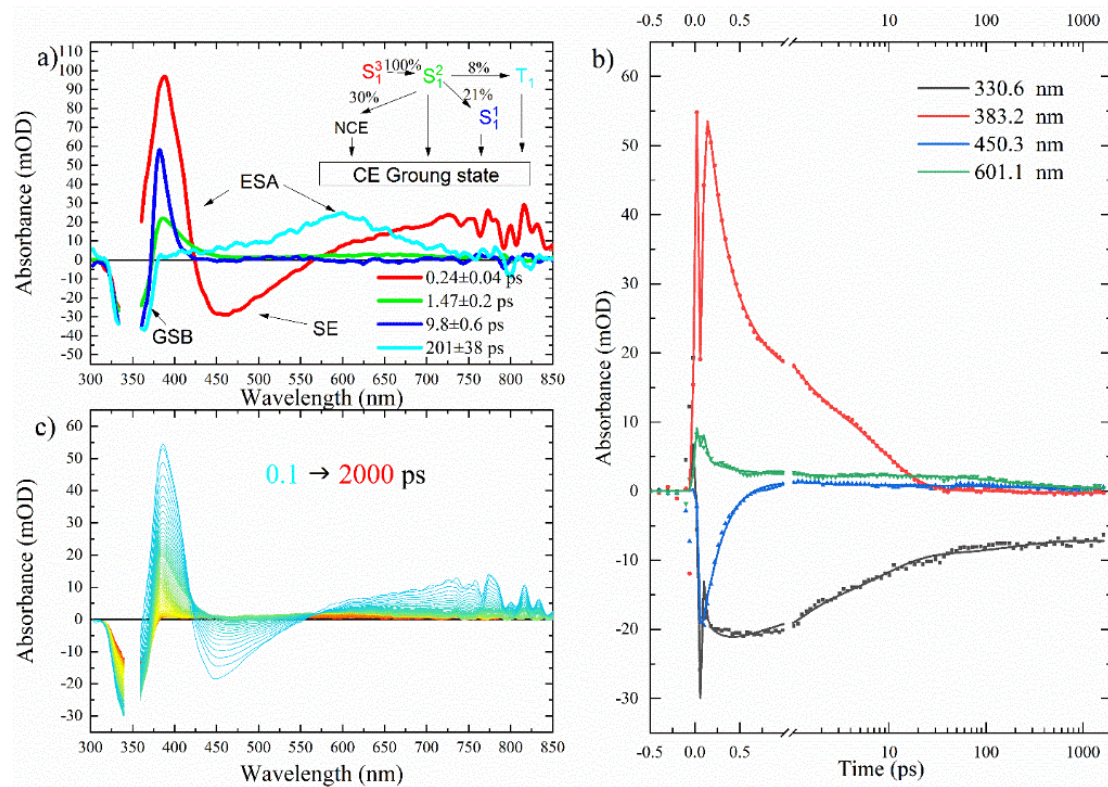 a)
Absorbance (mOD)
110
100
90
80
70
60
50
40
30
20
10
0
-10
-20
-30
-40
-50
S₁³ 100% S₁² 8% T₁
30% 21%
NCE S₁¹
CE Groung state
ESA
GSB
SE
0.24±0.04 ps
1.47±0.2 ps
9.8±0.6 ps
201±38 ps
300 350 400 450 500 550 600 650 700 750 800 850
Wavelength (nm)
c)
Absorbance (mOD)
60
50
40
30
20
10
0
-10
-20
-30
0.1 → 2000 ps
300 350 400 450 500 550 600 650 700 750 800 850
Wavelength (nm)
b)
-0.5 0.0 0.5 10 100 1000
Absorbance (mOD)
60
50
40
30
20
10
0
-10
-20
-30
330.6 nm
383.2 nm
450.3 nm
601.1 nm
-0.5 0.0 0.5 10 100 1000
Time (ps)